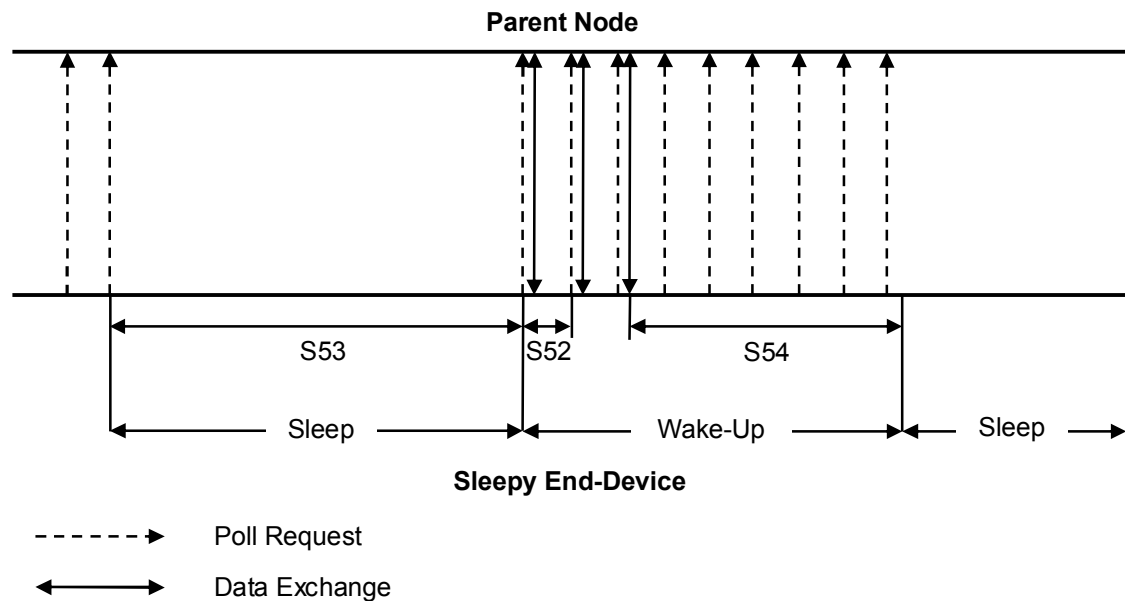 Parent Node
S53
S52
S54
Sleep
Wake-Up
Sleep
Sleepy End-Device
Poll Request
Data Exchange